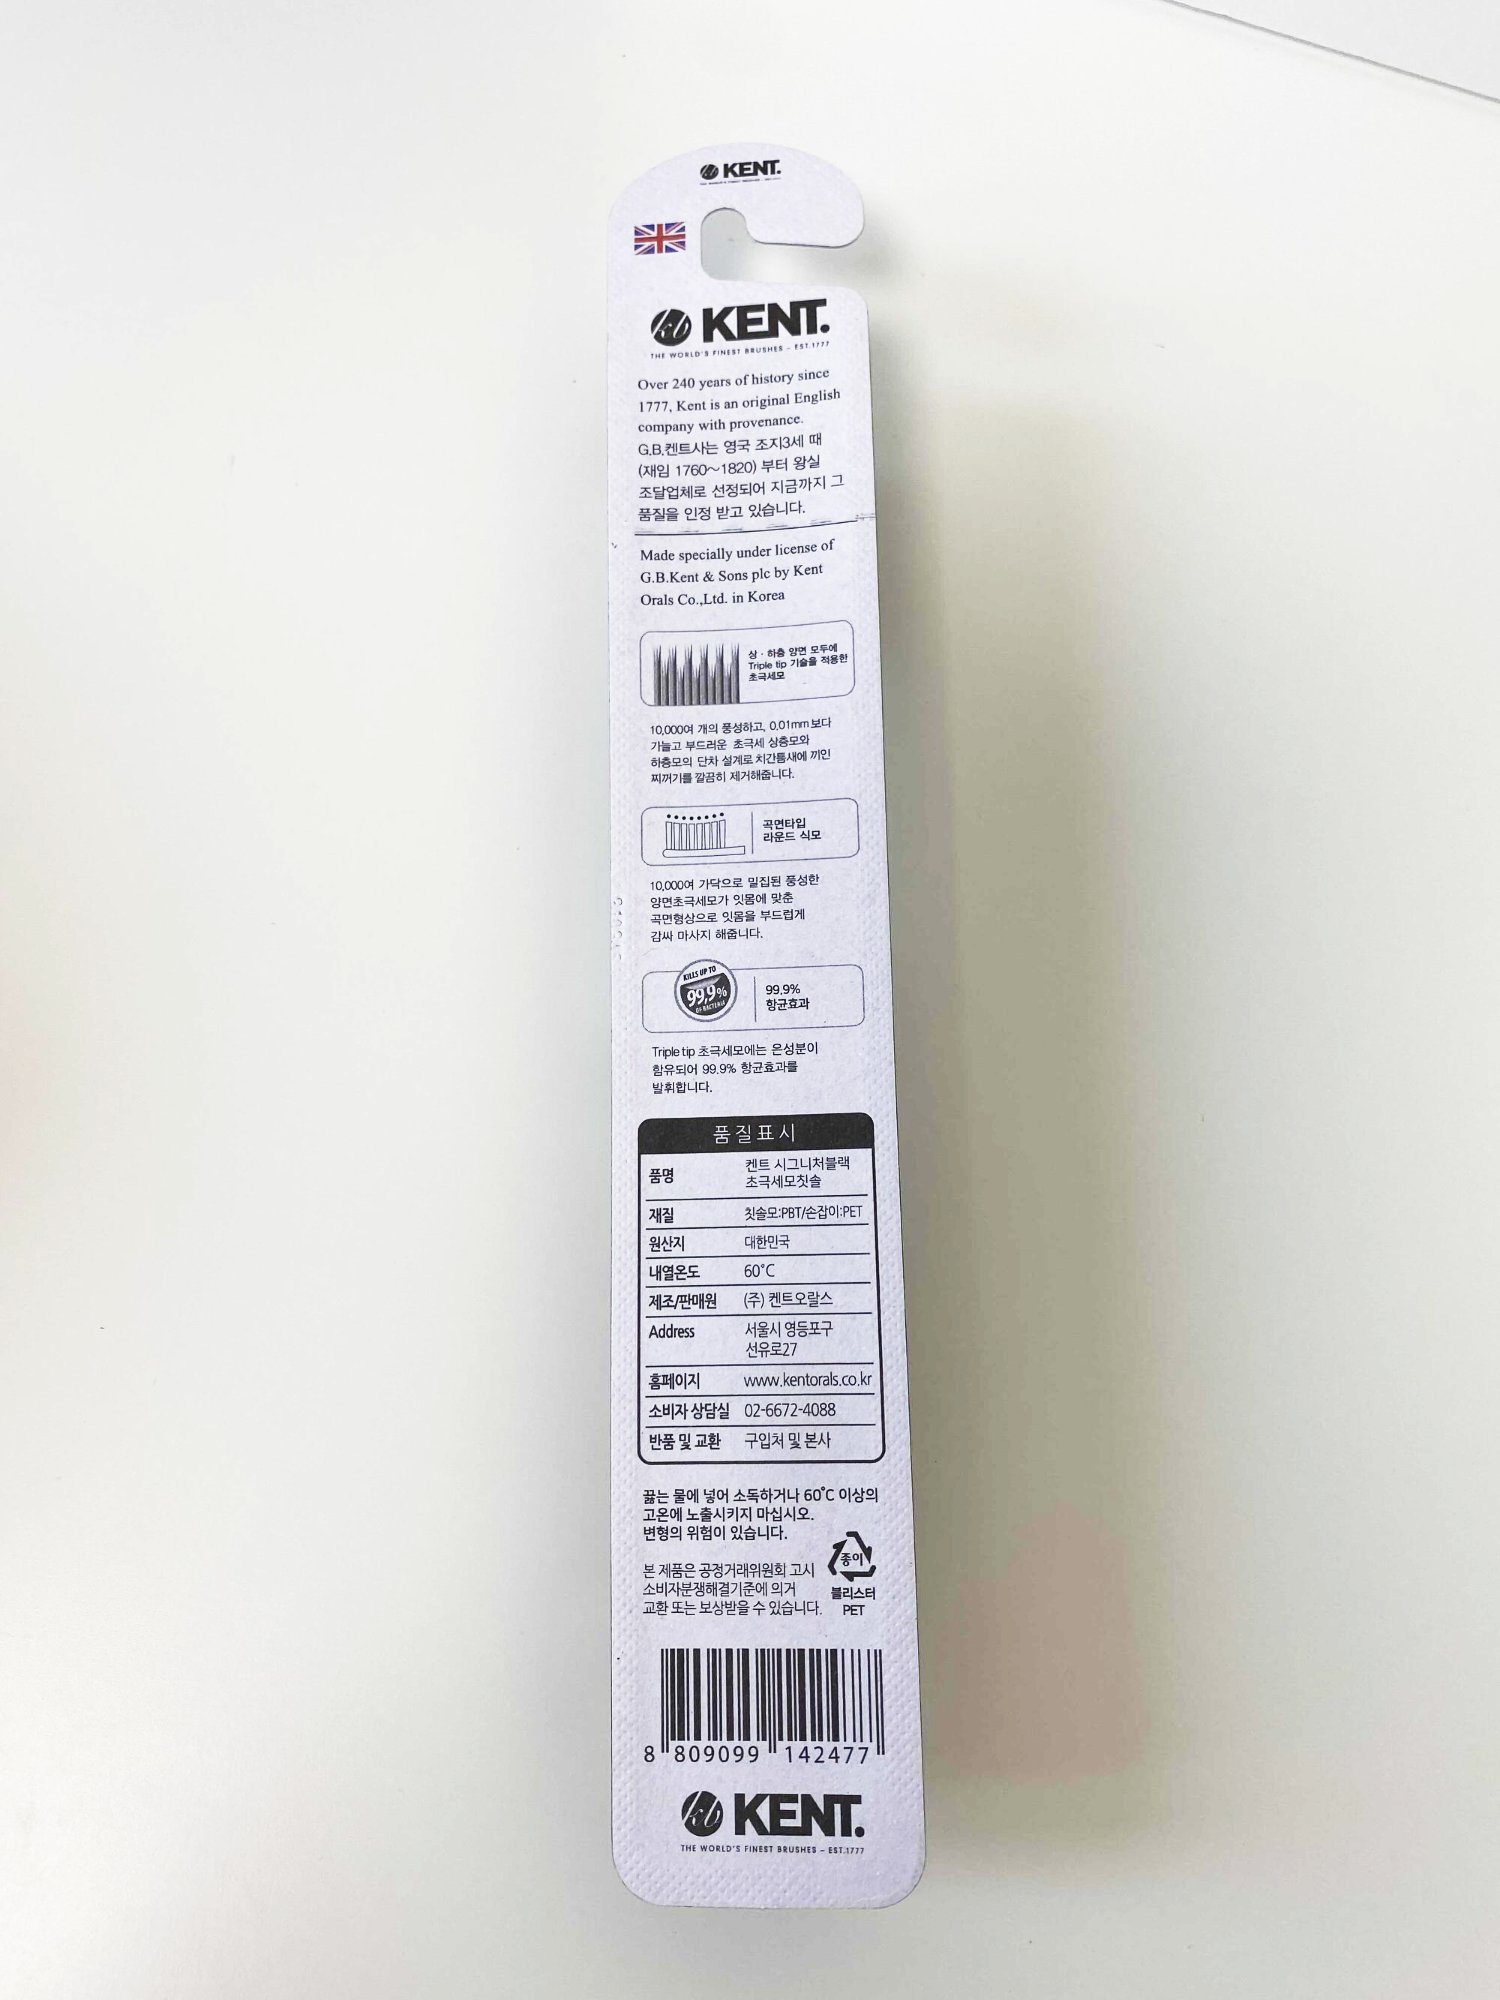 KENT.
KENT.
THE WORLD'S FINEST BRUSHES – EST.1777
Over 240 years of history since
1777, Kent is an original English
company with provenance.
G.B.켄트사는 영국 조지3세 때
(재임 1760~1820) 부터 왕실
조달업체로 선정되어 지금까지 그
품질을 인정 받고 있습니다.
Made specially under license of
G.B.Kent & Sons plc by Kent
Orals Co.,Ltd. in Korea
상 · 하층 양면 모두에
Triple tip 기술을 적용한
초극세모
10,000여 개의 풍성하고, 0.01mm보다
가늘고 부드러운 초극세 상층모와
하층모의 단차 설계로 치간틈새에 끼인
찌꺼기를 깔끔히 제거해줍니다.
곡면타입
라운드 식모
10,000여 가닥으로 밀집된 풍성한
양면초극세모가 잇몸에 맞춘
곡면형상으로 잇몸을 부드럽게
감싸 마사지 해줍니다.
KILLS UP TO
99.9%
OF BACTERIA
99.9%
항균효과
Triple tip 초극세모에는 은성분이
함유되어 99.9% 항균효과를
발휘합니다.
품질표시
품명 켄트 시그니처블랙
초극세모칫솔
재질 칫솔모:PBT/손잡이:PET
원산지 대한민국
내열온도 60°C
제조/판매원 (주) 켄트오랄스
Address 서울시 영등포구
선유로27
홈페이지 www.kentorals.co.kr
소비자 상담실 02-6672-4088
반품 및 교환 구입처 및 본사
끓는 물에 넣어 소독하거나 60°C 이상의
고온에 노출시키지 마십시오.
변형의 위험이 있습니다.
본 제품은 공정거래위원회 고시
소비자분쟁해결기준에 의거
교환 또는 보상받을 수 있습니다.
종이
블리스터
PET
8 809099 142477
KENT.
THE WORLD'S FINEST BRUSHES – EST.1777